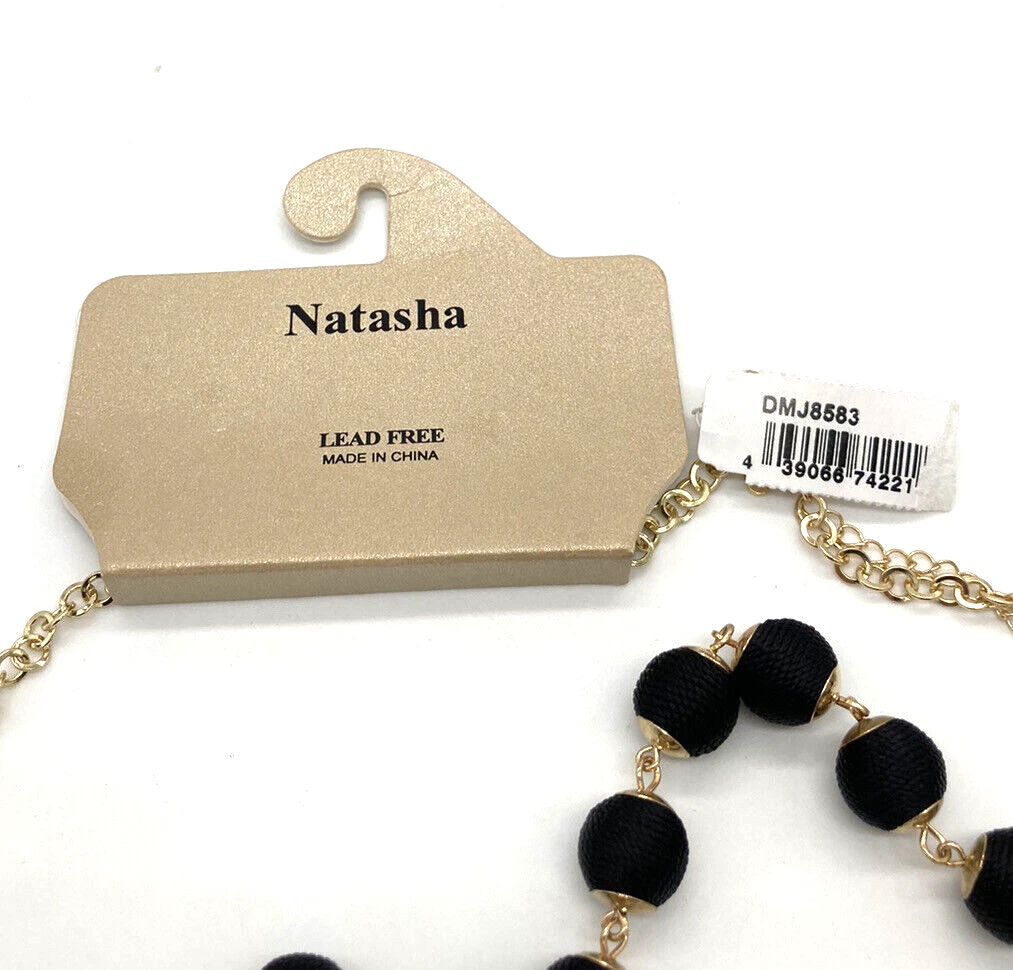 Natasha
LEAD FREE
MADE IN CHINA
DMJ8583
4 39066 74221